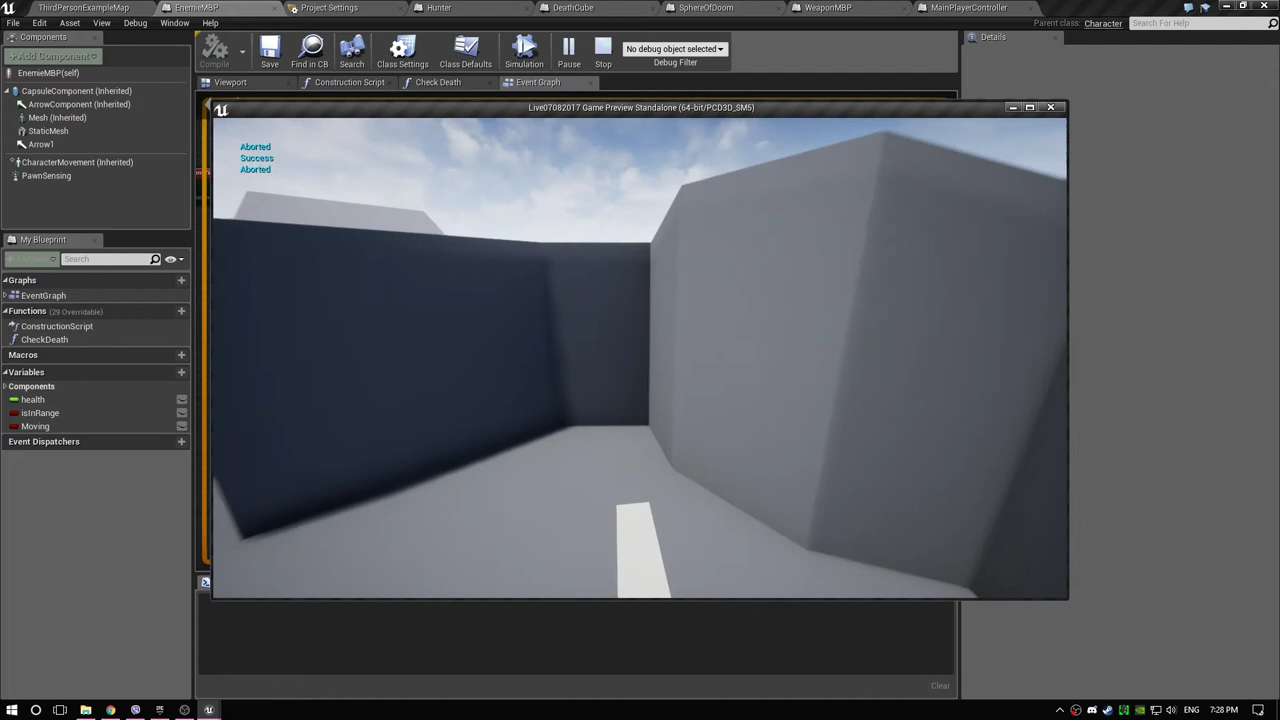 ThirdPersonExampleMap
EnemieMBP
Project Settings
Hunter
DeathCube
SphereOfDoom
WeaponMBP
MainPlayerController
File Edit Asset View Debug Window Help
Parent class: Character
Search For Help
Components
Add Component
EnemieMBP(self)
CapsuleComponent (Inherited)
ArrowComponent (Inherited)
Mesh (Inherited)
StaticMesh
Arrow1
CharacterMovement (Inherited)
PawnSensing
Compile
Save
Find in CB
Search
Class Settings
Class Defaults
Simulation
Pause
Stop
No debug object selected
Debug Filter
Details
Viewport
Construction Script
Check Death
Event Graph
Live07082017 Game Preview Standalone (64-bit/PCD3D_SM5)
Aborted
Success
Aborted
My Blueprint
Search
Graphs
EventGraph
Functions (29 Overridable)
ConstructionScript
CheckDeath
Macros
Variables
Components
health
isInRange
Moving
Event Dispatchers
Clear
ENG
7:28 PM